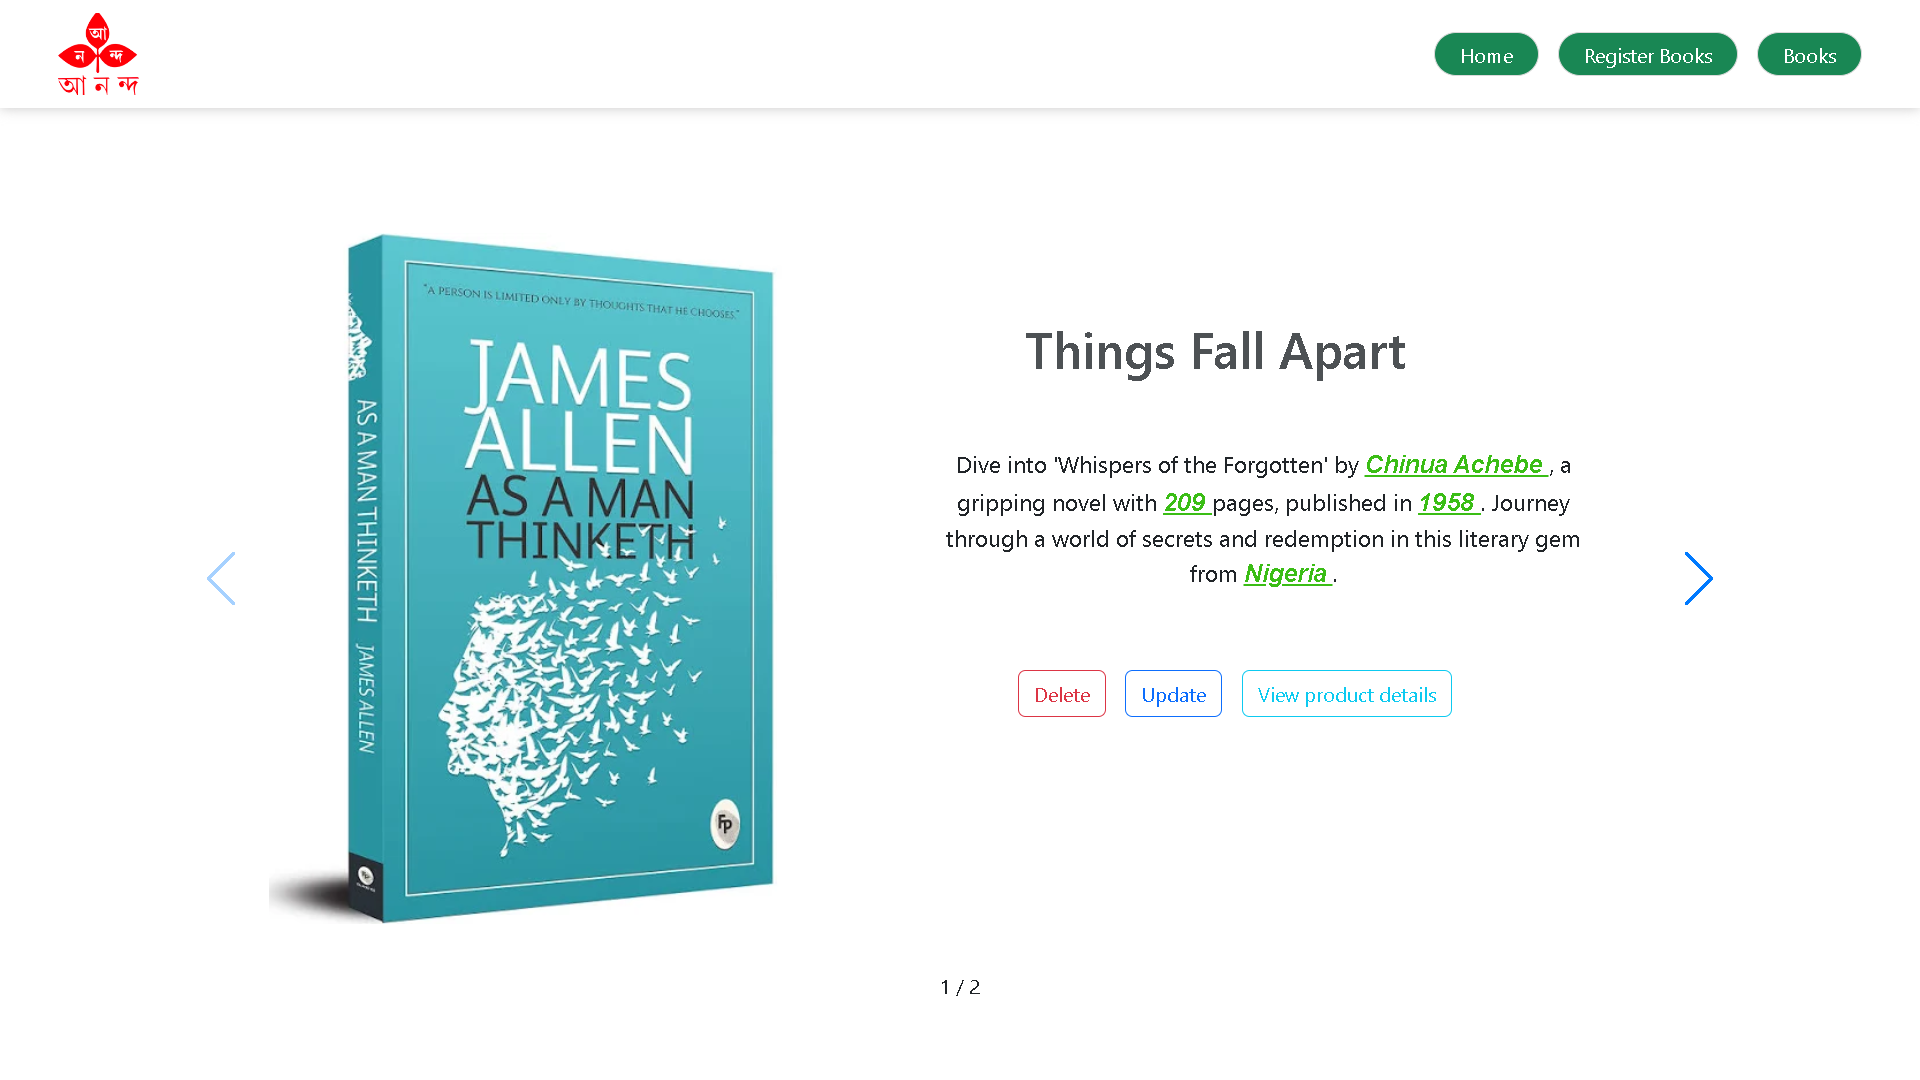 আ
ন ন্দ
আ ন ন্দ
Home Register Books Books
"A PERSON IS LIMITED ONLY BY THOUGHTS THAT HE CHOOSES."
JAMES
ALLEN
AS A MAN
THINKETH
AS A MAN THINKETH JAMES ALLEN
FP
Things Fall Apart
Dive into 'Whispers of the Forgotten' by Chinua Achebe , a
gripping novel with 209 pages, published in 1958 . Journey
through a world of secrets and redemption in this literary gem
from Nigeria .
Delete Update View product details
1 / 2